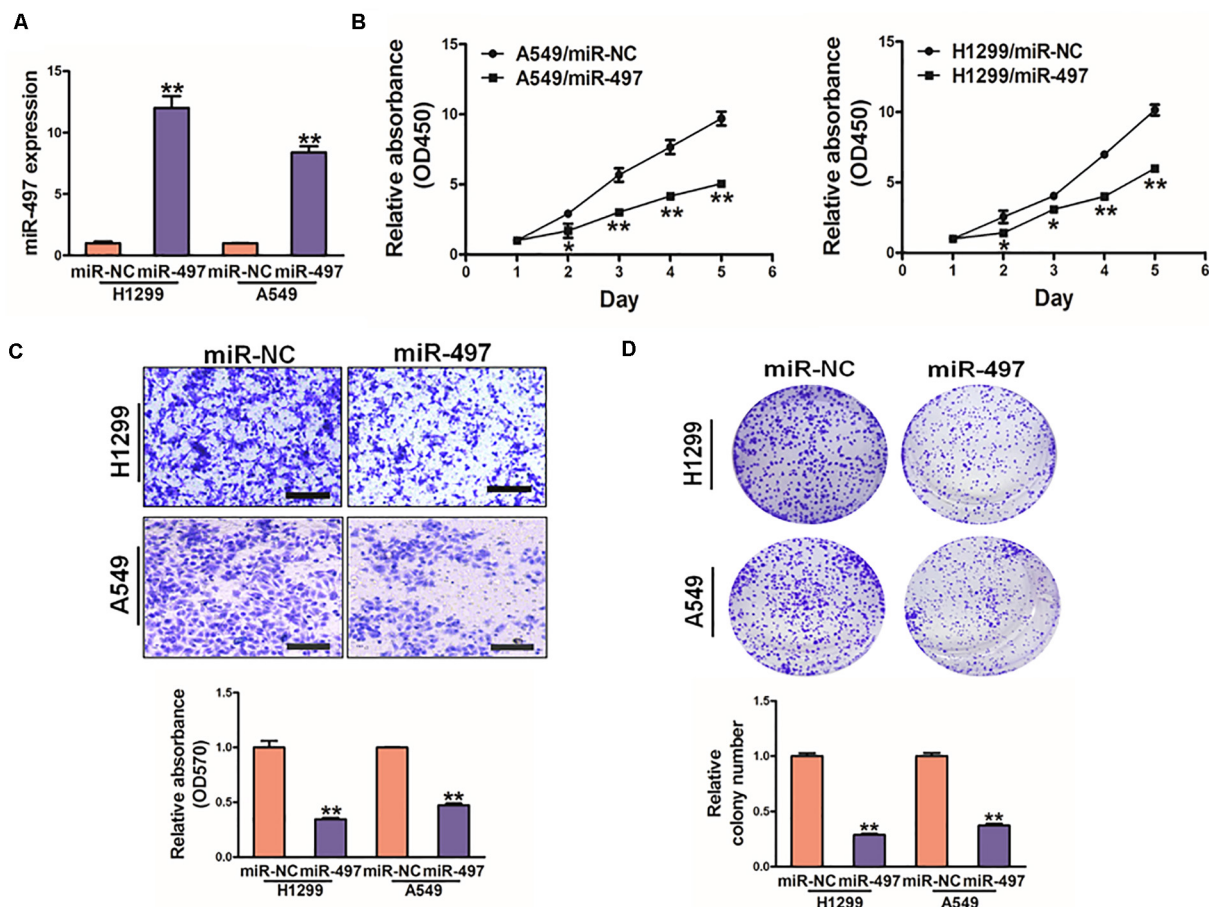 A
miR-497 expression
15
10
5
0
**
**
miR-NC miR-497 miR-NC miR-497
H1299 A549
B
Relative absorbance
(OD450)
15
10
5
0
A549/miR-NC
A549/miR-497
*
**
**
**
0 1 2 3 4 5 6
Day
Relative absorbance
(OD450)
15
10
5
0
H1299/miR-NC
H1299/miR-497
*
*
**
**
0 1 2 3 4 5 6
Day
C
miR-NC miR-497
H1299
A549
Relative absorbance
(OD570)
1.5
1.0
0.5
0.0
**
**
miR-NC miR-497 miR-NC miR-497
H1299 A549
D
miR-NC miR-497
H1299
A549
Relative
colony number
1.5
1.0
0.5
0.0
**
**
miR-NC miR-497 miR-NC miR-497
H1299 A549